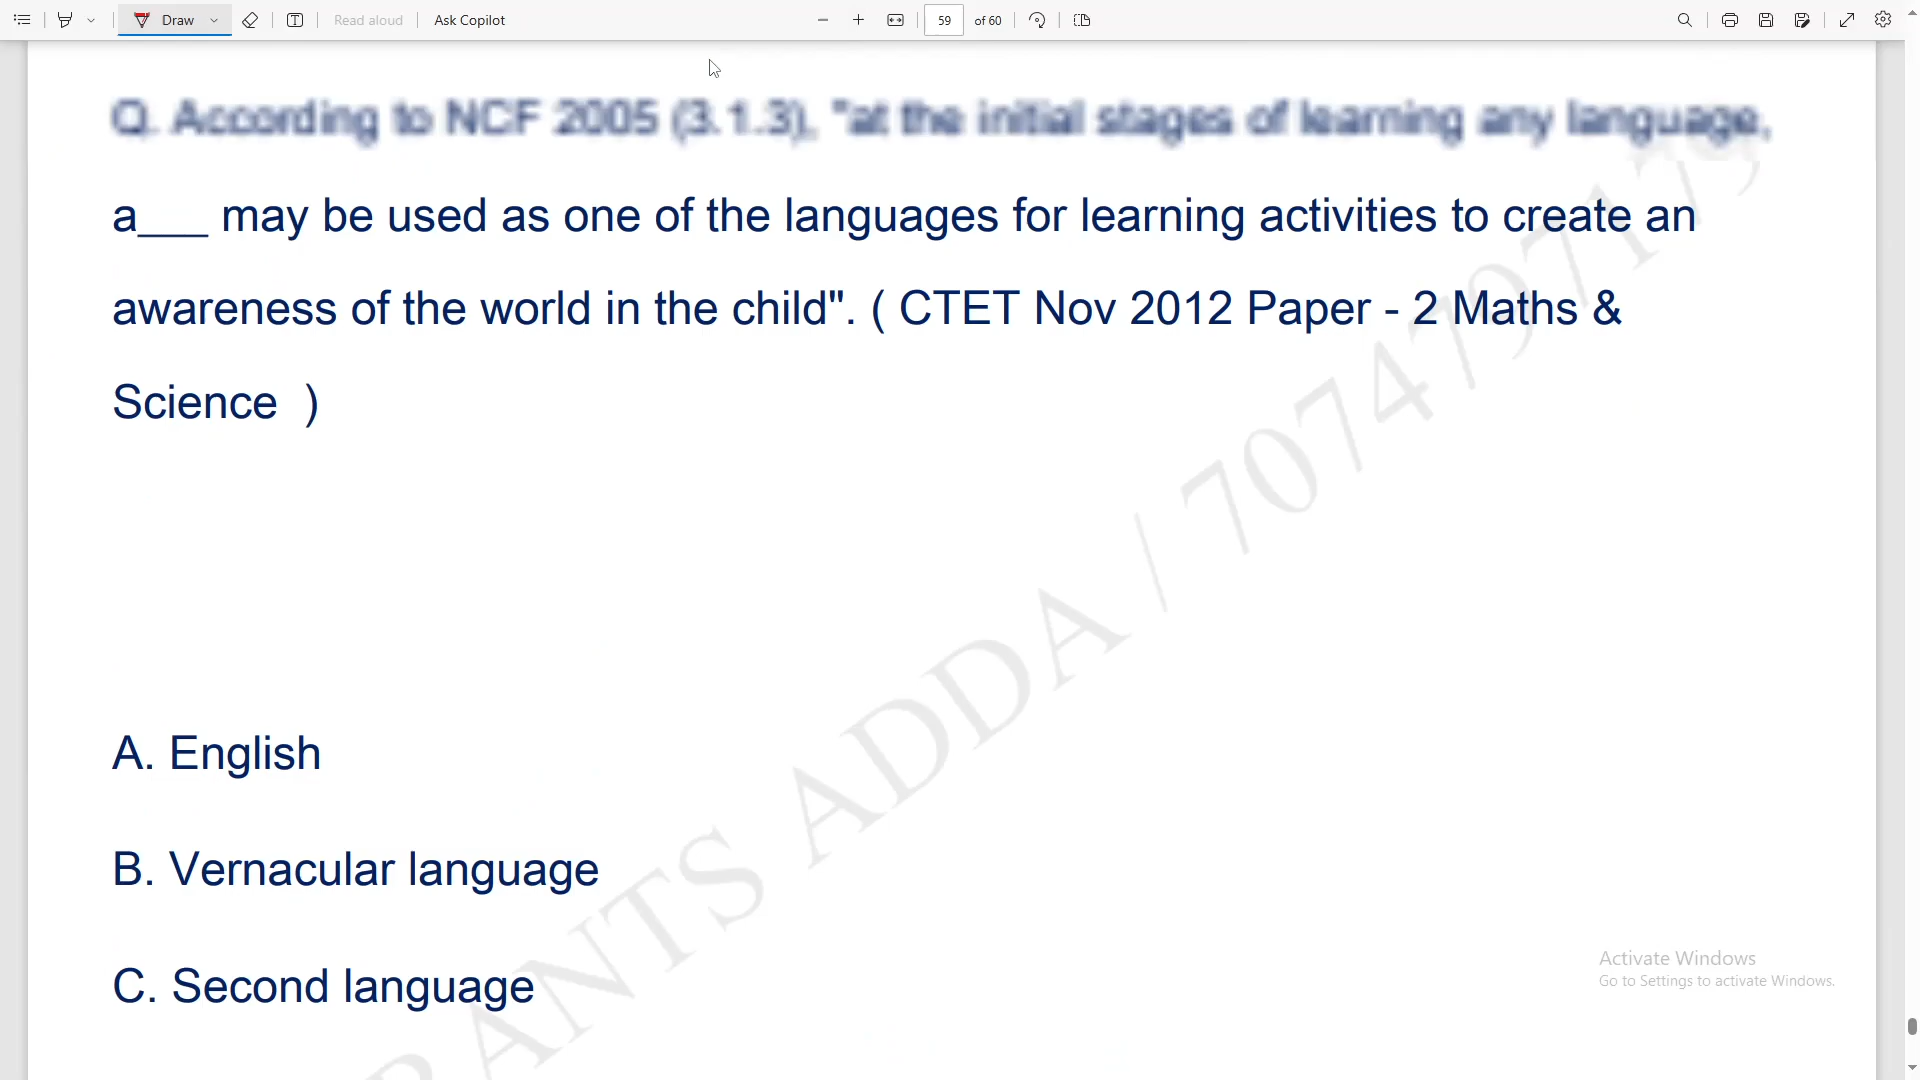 Draw
Read aloud
Ask Copilot
59 of 60
Q. According to NCF 2005 (3.1.3), "at the initial stages of learning any language,
a___ may be used as one of the languages for learning activities to create an
awareness of the world in the child". ( CTET Nov 2012 Paper - 2 Maths &
Science )
A. English
B. Vernacular language
C. Second language
RANTS ADDA / 7074797179
Activate Windows
Go to Settings to activate Windows.